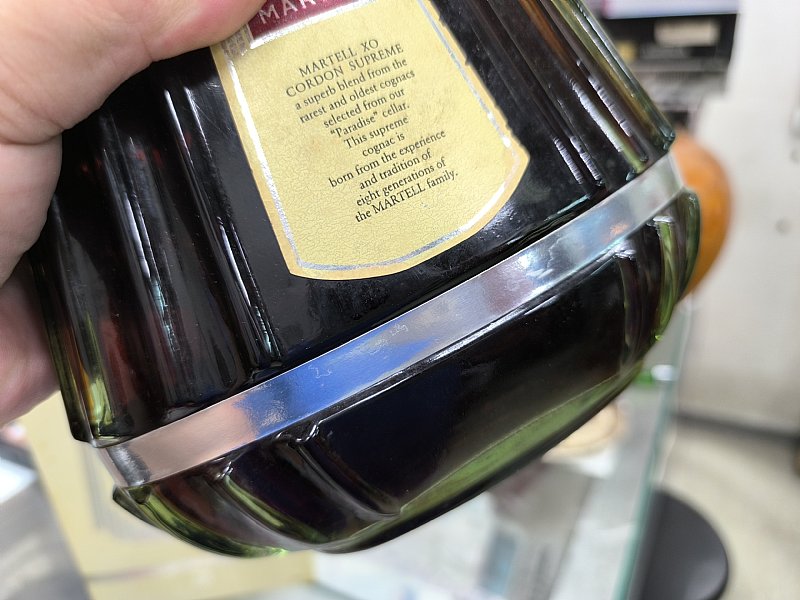 MAR
MARTELL XO
CORDON SUPREME
a superb blend from the
rarest and oldest cognacs
selected from our
"Paradise" cellar.
This supreme
cognac is
born from the experience
and tradition of
eight generations of
the MARTELL family.